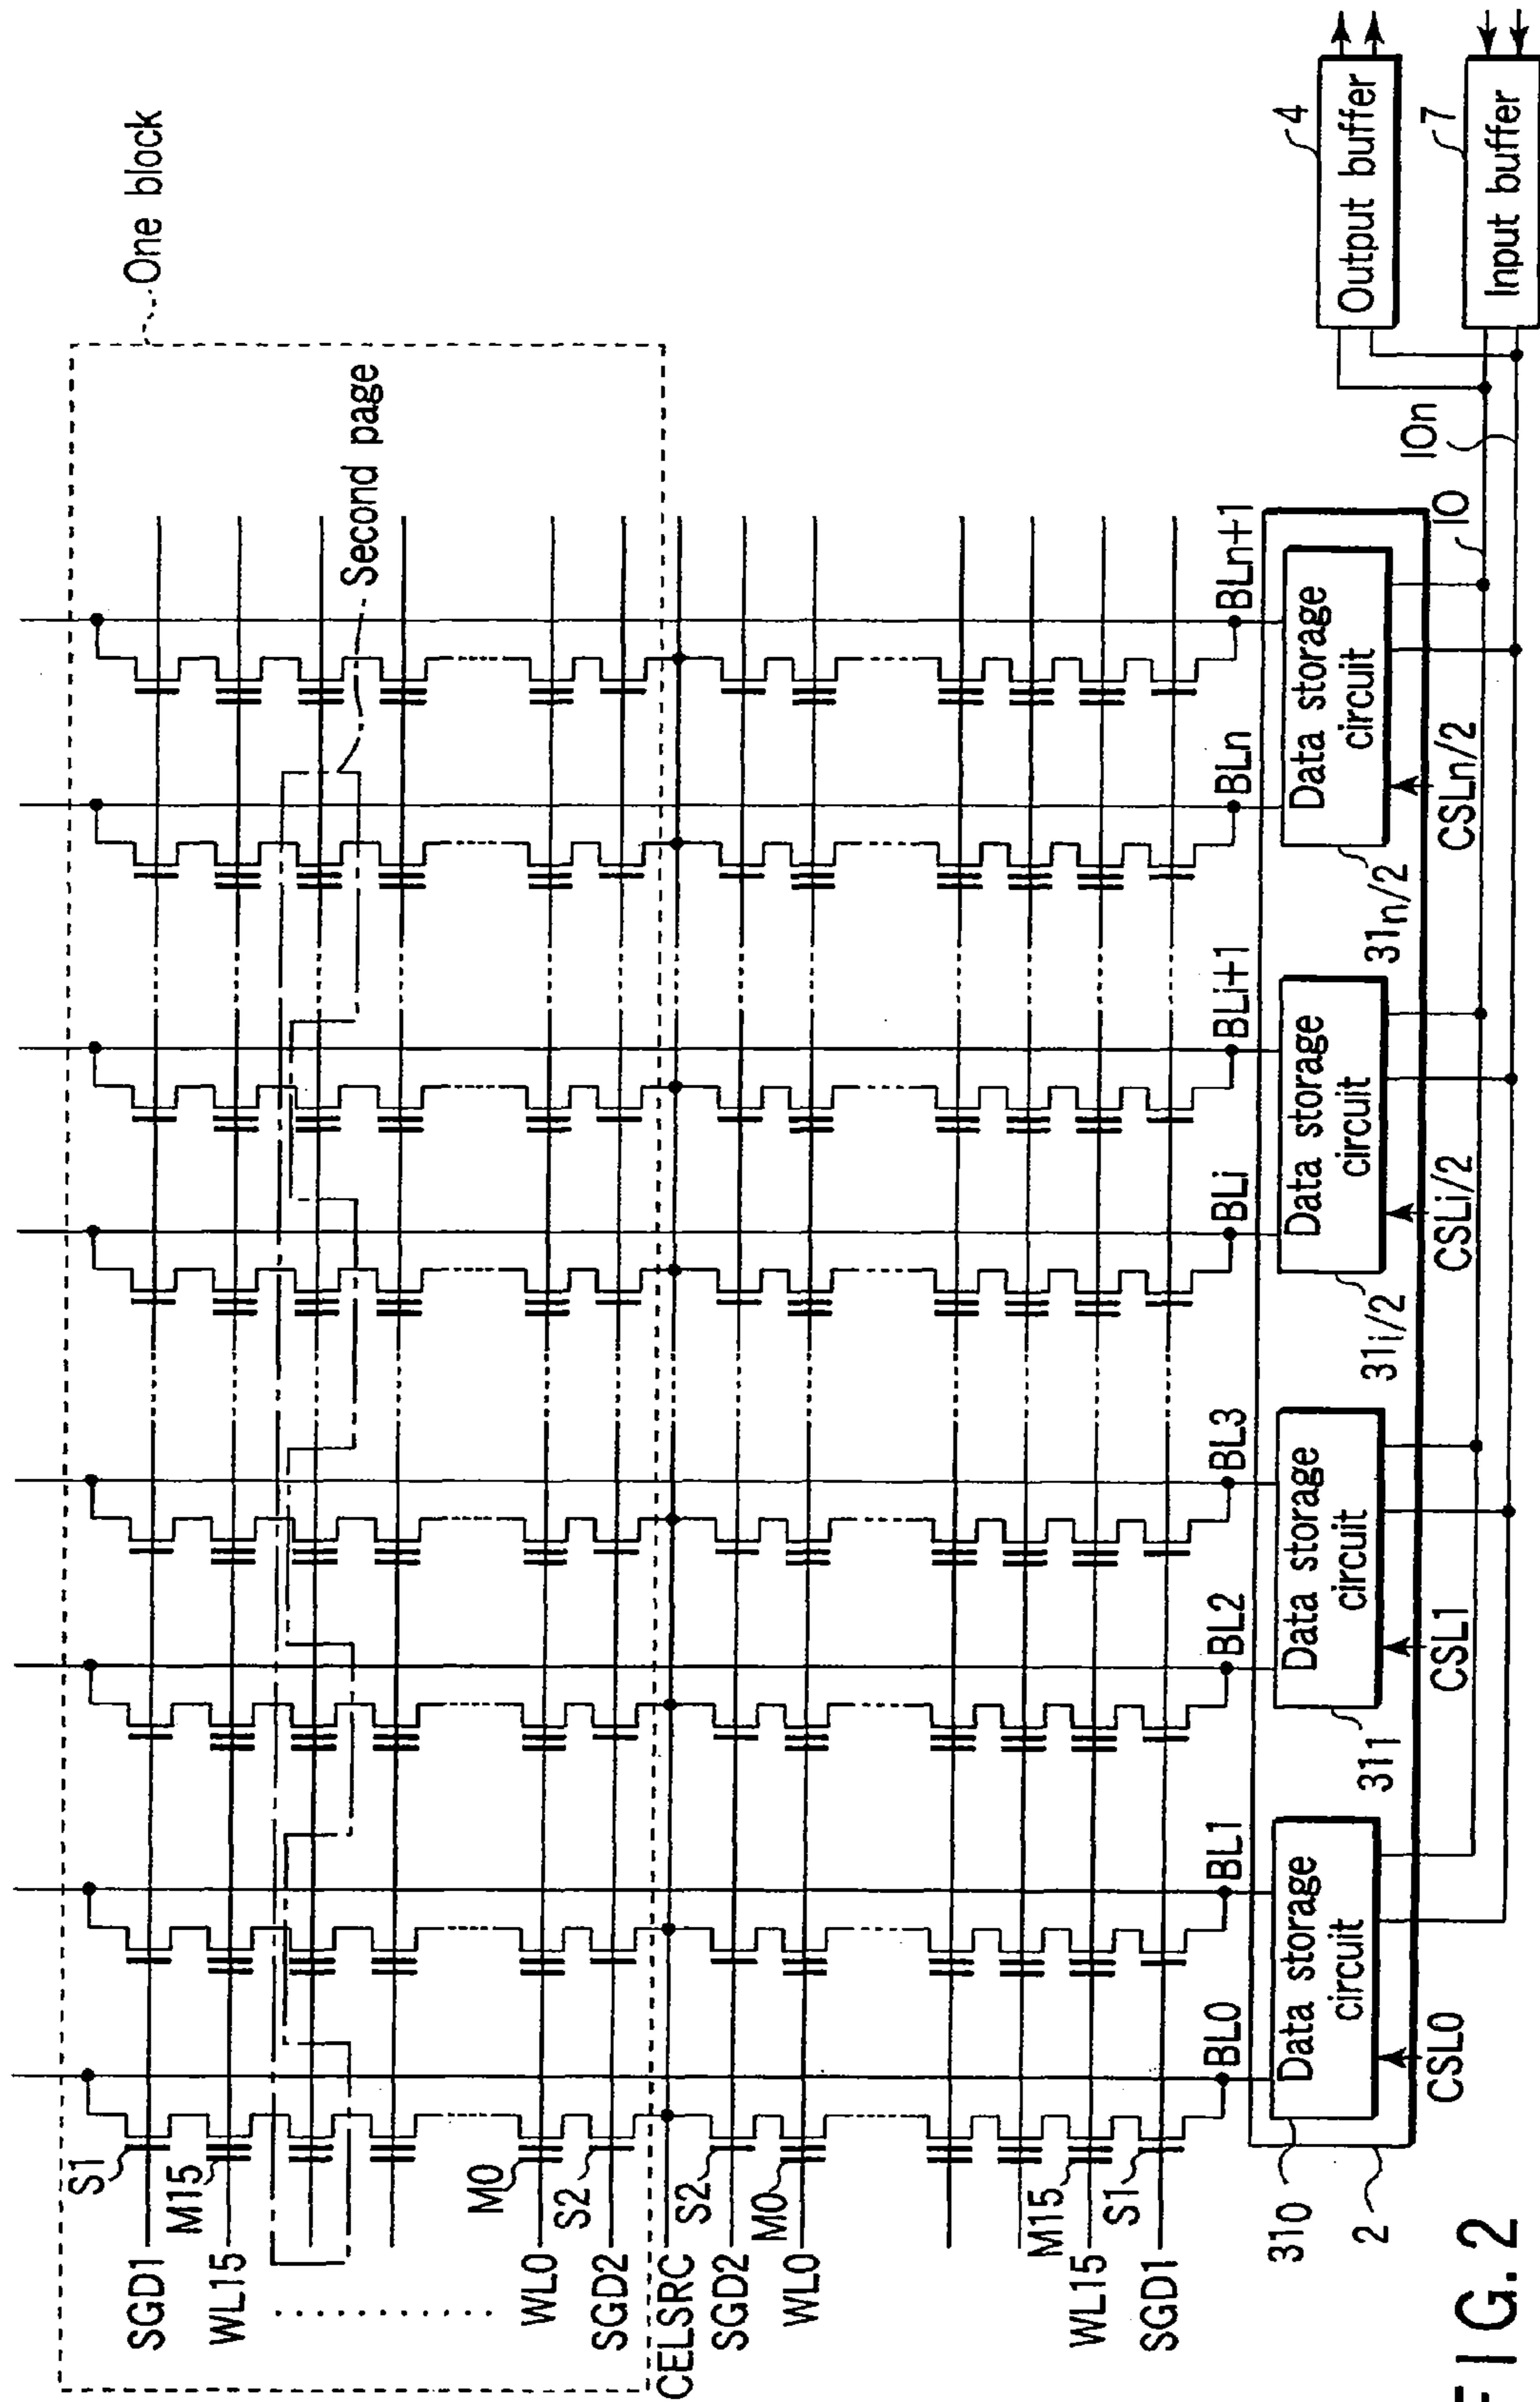 One block
Second page
S1
SGD1
M15
WL15
M0
WL0
S2
SGD2
CELSRC
S2
SGD2
M0
WL0
M15
WL15
S1
SGD1
BL0
BL1
BL2
BL3
BLi
BLi+1
BLn
BLn+1
310
Data storage
circuit
311
Data storage
circuit
31i/2
Data storage
circuit
31n/2
Data storage
circuit
2
CSL0
CSL1
CSLi/2
CSLn/2
IO
IOn
4
Output buffer
7
Input buffer
FIG. 2